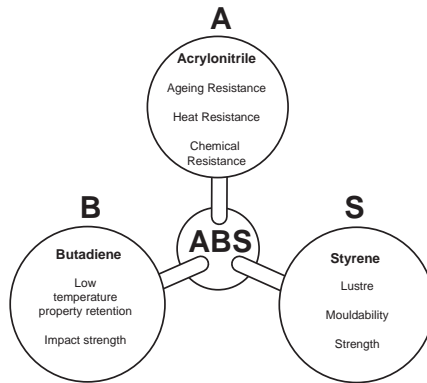 A
Acrylonitrile
Ageing Resistance
Heat Resistance
Chemical
Resistance
B
S
ABS
Butadiene
Low
temperature
property retention
Impact strength
Styrene
Lustre
Mouldability
Strength